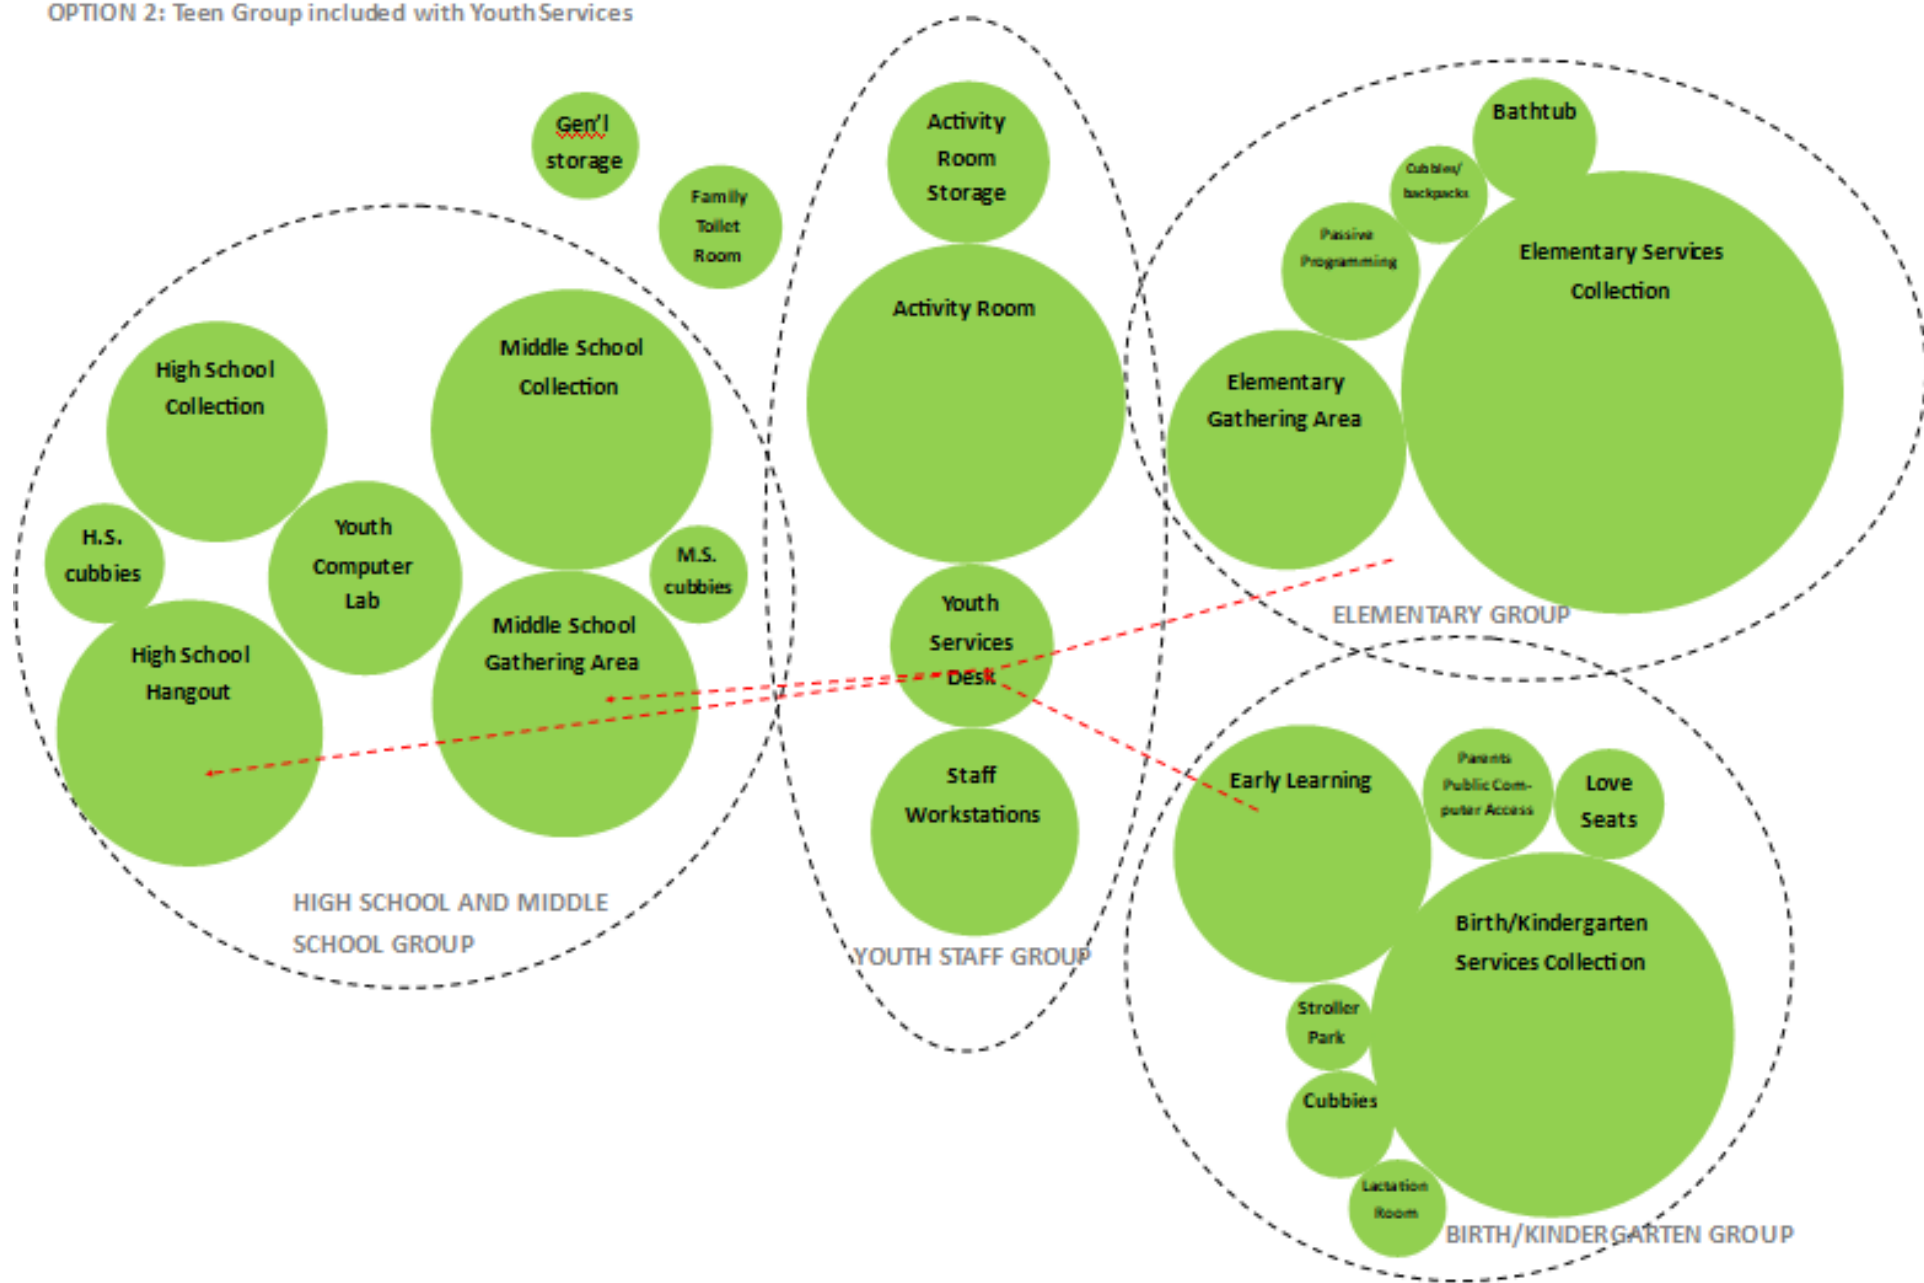 OPTION 2: Teen Group included with Youth Services
Gen'l
storage
Family
Toilet
Room
High School
Collection
Middle School
Collection
H.S.
cubbies
Youth
Computer
Lab
M.S.
cubbies
High School
Hangout
Middle School
Gathering Area
HIGH SCHOOL AND MIDDLE
SCHOOL GROUP
Activity
Room
Storage
Activity Room
Youth
Services
Desk
Staff
Workstations
YOUTH STAFF GROUP
Bathtub
Cubbies/
backpacks
Passive
Programming
Elementary Services
Collection
Elementary
Gathering Area
ELEMENTARY GROUP
Early Learning
Parents
Public Com-
puter Access
Love
Seats
Birth/Kindergarten
Services Collection
Stroller
Park
Cubbies
Lactation
Room
BIRTH/KINDERGARTEN GROUP